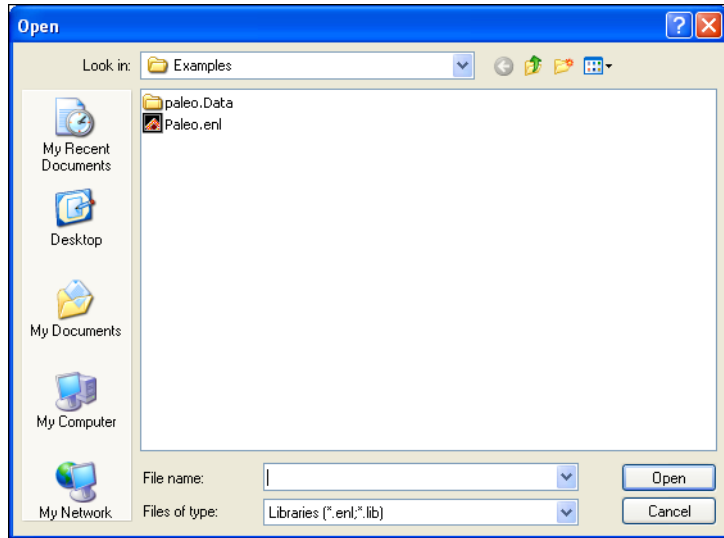 Open
Look in:
Examples
paleo.Data
Paleo.enl
My Recent
Documents
Desktop
My Documents
My Computer
My Network
File name:
Open
Files of type:
Libraries (*.enl;*.lib)
Cancel